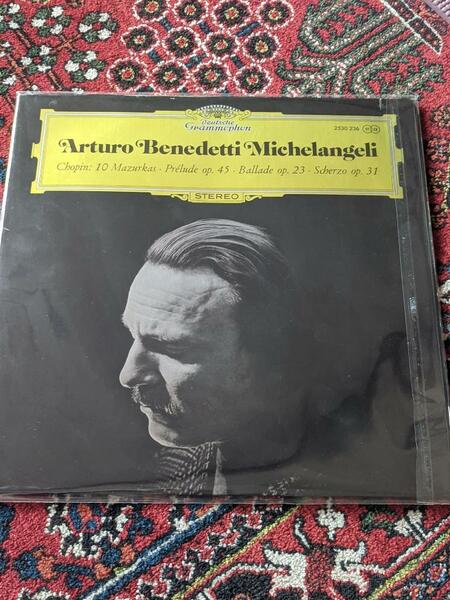 Deutsche
Grammophon
2530 236
Arturo Benedetti Michelangeli
Chopin: 10 Mazurkas · Prélude op. 45 · Ballade op. 23 · Scherzo op. 31
STEREO